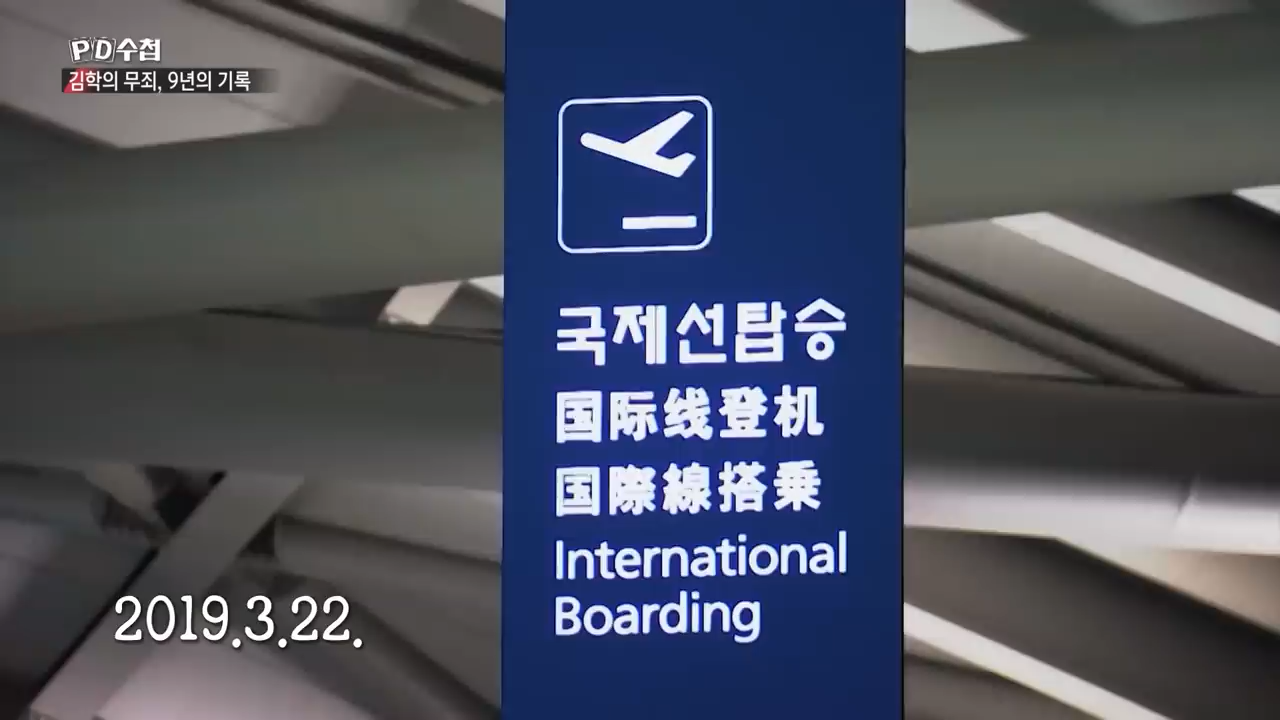 PD수첩
김학의 무죄, 9년의 기록
국제선탑승
国际线登机
国際線搭乗
International
Boarding
2019.3.22.